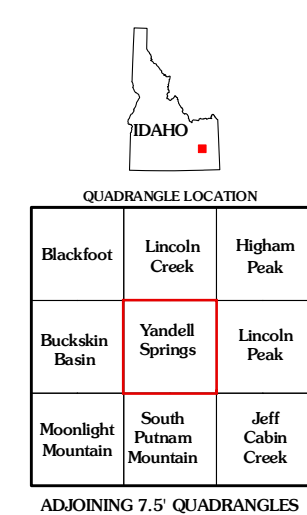 IDAHO
QUADRANGLE LOCATION
Blackfoot
Lincoln
Creek
Higham
Peak
Buckskin
Basin
Yandell
Springs
Lincoln
Peak
Moonlight
Mountain
South
Putnam
Mountain
Jeff
Cabin
Creek
ADJOINING 7.5' QUADRANGLES